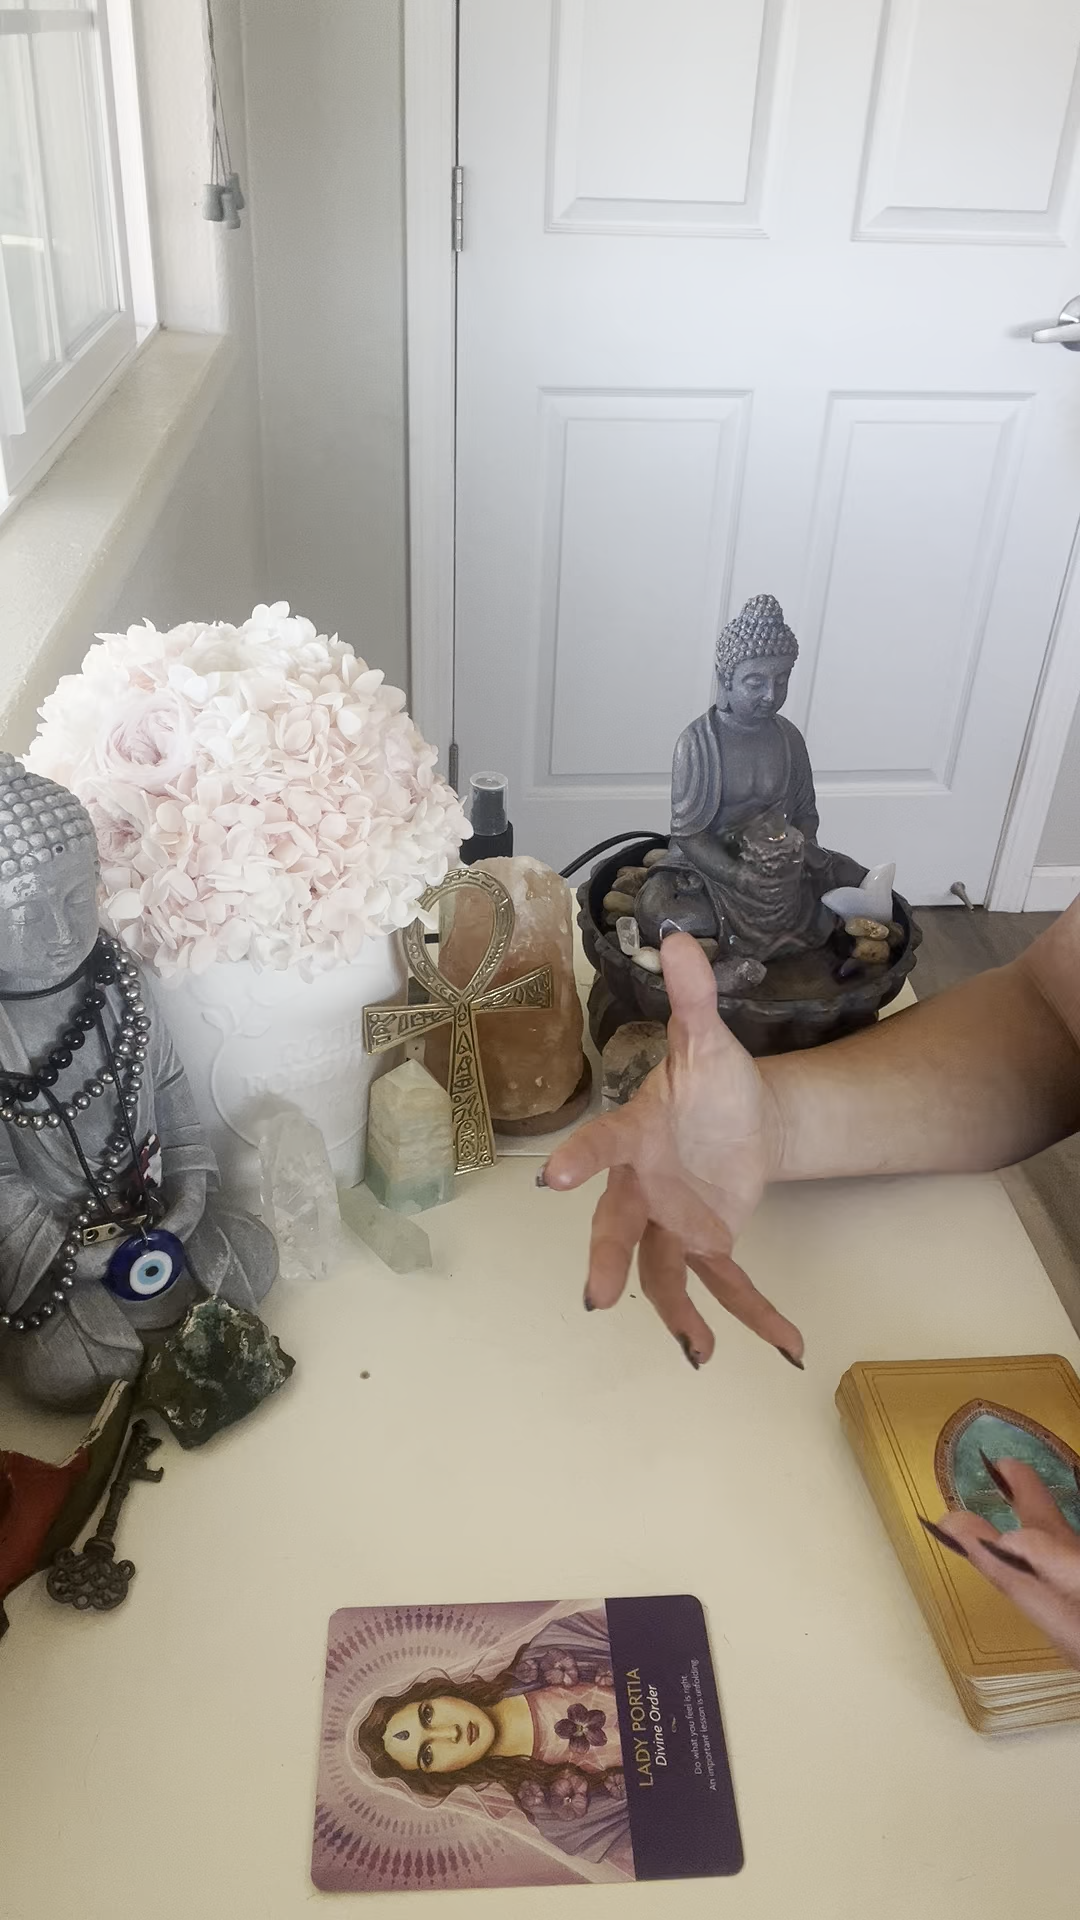 LADY PORTIA
Divine Order
Do what you feel is right
An important lesson is unfolding